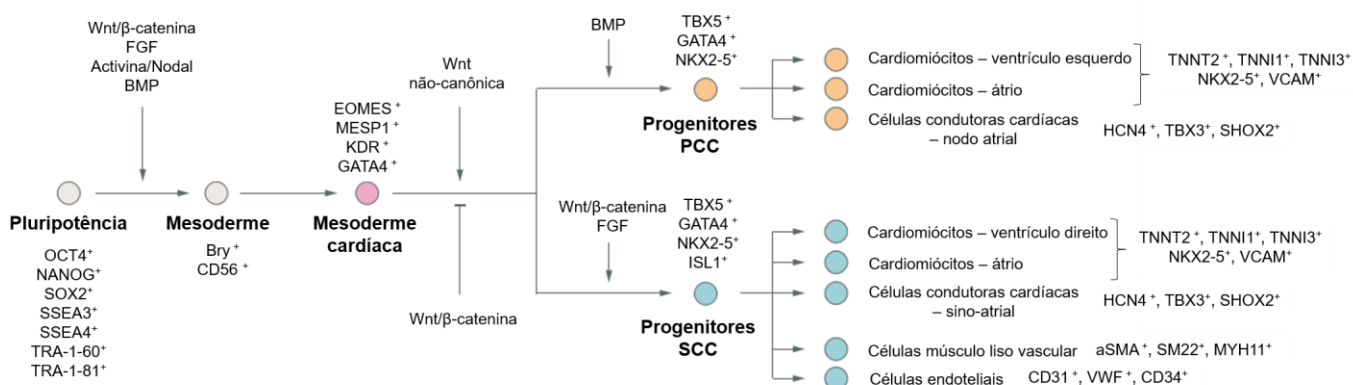 Wnt/β-catenina
FGF
Activina/Nodal
BMP
Pluripotência
OCT4⁺
NANOG⁺
SOX2⁺
SSEA3⁺
SSEA4⁺
TRA-1-60⁺
TRA-1-81⁺
Mesoderme
Bry ⁺
CD56 ⁺
EOMES ⁺
MESP1 ⁺
KDR ⁺
GATA4 ⁺
Mesoderme
cardíaca
Wnt
não-canônica
Wnt/β-catenina
BMP
TBX5 ⁺
GATA4 ⁺
NKX2-5⁺
Progenitores
PCC
Cardiomiócitos – ventrículo esquerdo
Cardiomiócitos – átrio
TNNT2 ⁺, TNNI1⁺, TNNI3⁺
NKX2-5⁺, VCAM⁺
Células condutoras cardíacas
– nodo atrial
HCN4 ⁺, TBX3⁺, SHOX2⁺
Wnt/β-catenina
FGF
TBX5 ⁺
GATA4 ⁺
NKX2-5⁺
ISL1⁺
Progenitores
SCC
Cardiomiócitos – ventrículo direito
Cardiomiócitos – átrio
TNNT2 ⁺, TNNI1⁺, TNNI3⁺
NKX2-5⁺, VCAM⁺
Células condutoras cardíacas
– sino-atrial
HCN4 ⁺, TBX3⁺, SHOX2⁺
Células músculo liso vascular
aSMA⁺, SM22⁺, MYH11⁺
Células endoteliais
CD31 ⁺, VWF ⁺, CD34⁺